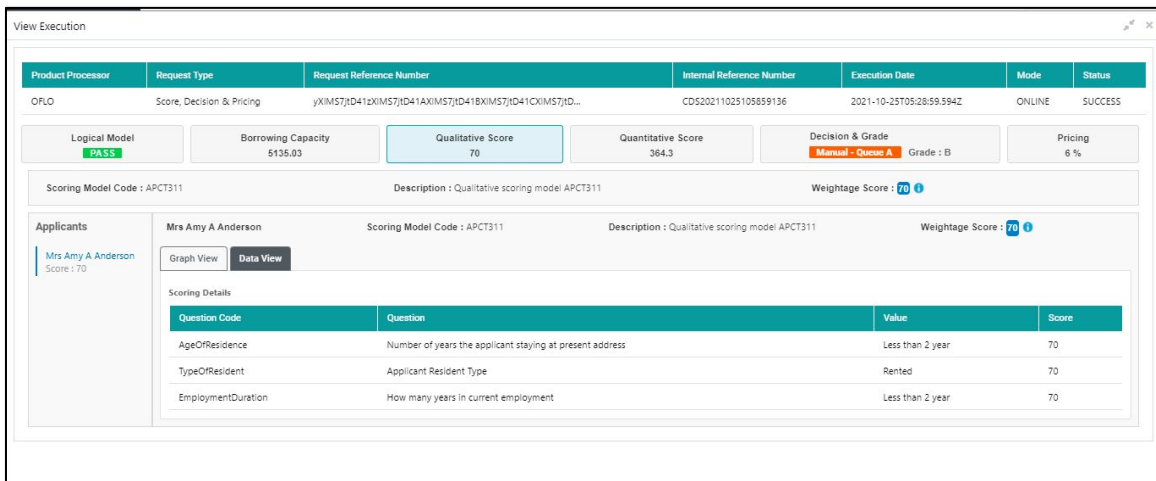 View Execution
Product Processor Request Type Request Reference Number Internal Reference Number Execution Date Mode Status
OFLO Score, Decision & Pricing yXIMS7jtD41zXIMS7jtD41AXIMS7jtD41BXIMS7jtD41CXIMS7jtD... CDS20211025105859136 2021-10-25T05:28:59.594Z ONLINE SUCCESS
Logical Model Borrowing Capacity Qualitative Score Quantitative Score Decision & Grade Pricing
PASS 5135.03 70 364.3 Manual - Queue A Grade : B 6 %
Scoring Model Code : APCT311 Description : Qualitative scoring model APCT311 Weightage Score : 70
Applicants Mrs Amy A Anderson Scoring Model Code : APCT311 Description : Qualitative scoring model APCT311 Weightage Score : 70
Mrs Amy A Anderson
Score : 70
Graph View Data View
Scoring Details
Question Code Question Value Score
AgeOfResidence Number of years the applicant staying at present address Less than 2 year 70
TypeOfResident Applicant Resident Type Rented 70
EmploymentDuration How many years in current employment Less than 2 year 70